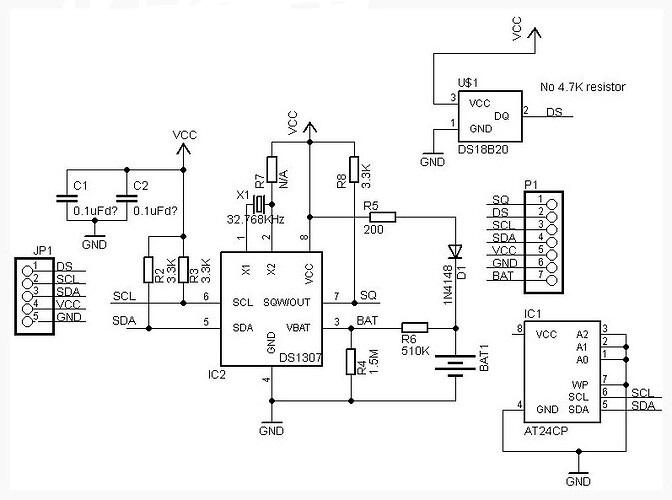 VCC
U$1
No 4.7K resistor
3 VCC
DQ 2 DS
1 GND
GND
DS18B20
VCC
VCC
C1 C2
0.1uFd? 0.1uFd?
GND
R7 N/A
R8 3.3K
X1
32.768KHz
R5
200
P1
SQ 1
DS 2
SCL 3
SDA 4
VCC 5
GND 6
BAT 7
JP1
1 DS
2 SCL
3 SDA
4 VCC
5 GND
R2 3.3K
R3 3.3K
1 2 8
X1 X2 VCC
SCL 6 SCL SQW/OUT 7 SQ
SDA 5 SDA VBAT 3 BAT
GND
DS1307
IC2
4
GND
1N4148 D1
R6
510K
R4 1.5M
BAT1
IC1
8 VCC A2 3
A1 2
A0 1
WP 7
SCL 6 SCL
4 GND SDA 5 SDA
AT24CP
GND